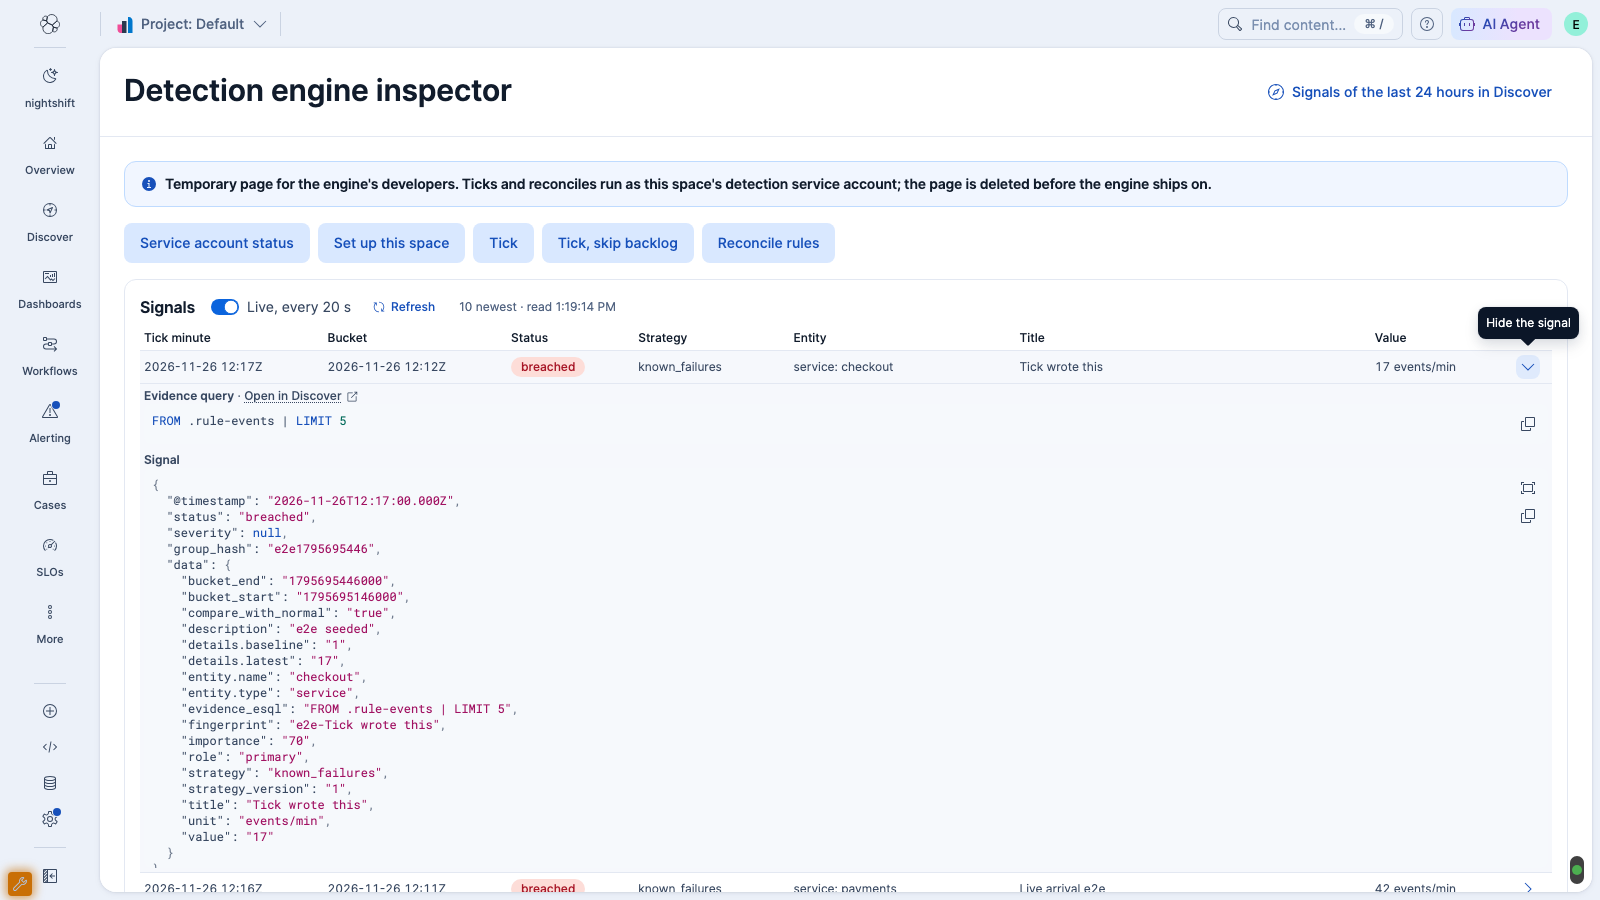 Project: Default
Find content...
⌘ /
AI Agent
E
nightshift
Overview
Discover
Dashboards
Workflows
Alerting
Cases
SLOs
More
Detection engine inspector
Signals of the last 24 hours in Discover
Temporary page for the engine's developers. Ticks and reconciles run as this space's detection service account; the page is deleted before the engine ships on.
Service account status
Set up this space
Tick
Tick, skip backlog
Reconcile rules
Signals
Live, every 20 s
Refresh
10 newest · read 1:19:14 PM
Hide the signal
Tick minute Bucket Status Strategy Entity Title Value
2026-11-26 12:17Z 2026-11-26 12:12Z breached known_failures service: checkout Tick wrote this 17 events/min
Evidence query · Open in Discover
FROM .rule-events | LIMIT 5
Signal
{
"@timestamp": "2026-11-26T12:17:00.000Z",
"status": "breached",
"severity": null,
"group_hash": "e2e1795695446",
"data": {
"bucket_end": "1795695446000",
"bucket_start": "1795695146000",
"compare_with_normal": "true",
"description": "e2e seeded",
"details.baseline": "1",
"details.latest": "17",
"entity.name": "checkout",
"entity.type": "service",
"evidence_esql": "FROM .rule-events | LIMIT 5",
"fingerprint": "e2e-Tick wrote this",
"importance": "70",
"role": "primary",
"strategy": "known_failures",
"strategy_version": "1",
"title": "Tick wrote this",
"unit": "events/min",
"value": "17"
}
}
2026-11-26 12:16Z 2026-11-26 12:11Z breached known_failures service: payments Live arrival e2e 42 events/min